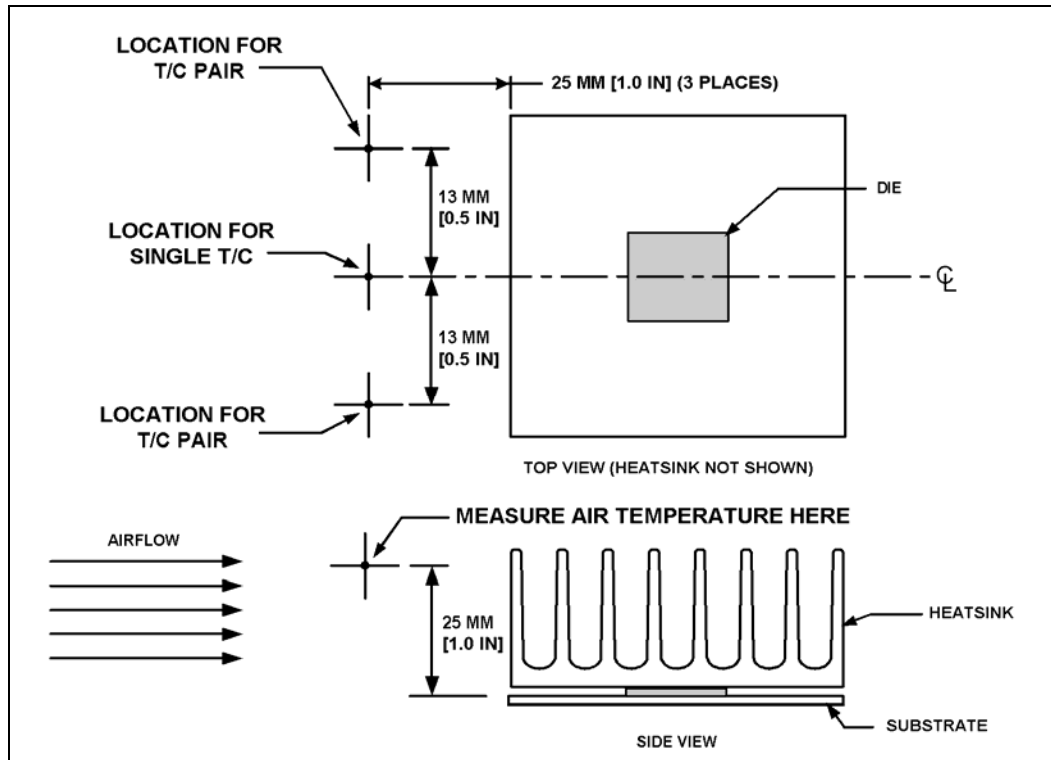 LOCATION FOR
T/C PAIR
25 MM [1.0 IN] (3 PLACES)
13 MM
[0.5 IN]
DIE
LOCATION FOR
SINGLE T/C
℄
13 MM
[0.5 IN]
LOCATION FOR
T/C PAIR
TOP VIEW (HEATSINK NOT SHOWN)
MEASURE AIR TEMPERATURE HERE
AIRFLOW
25 MM
[1.0 IN]
HEATSINK
SUBSTRATE
SIDE VIEW